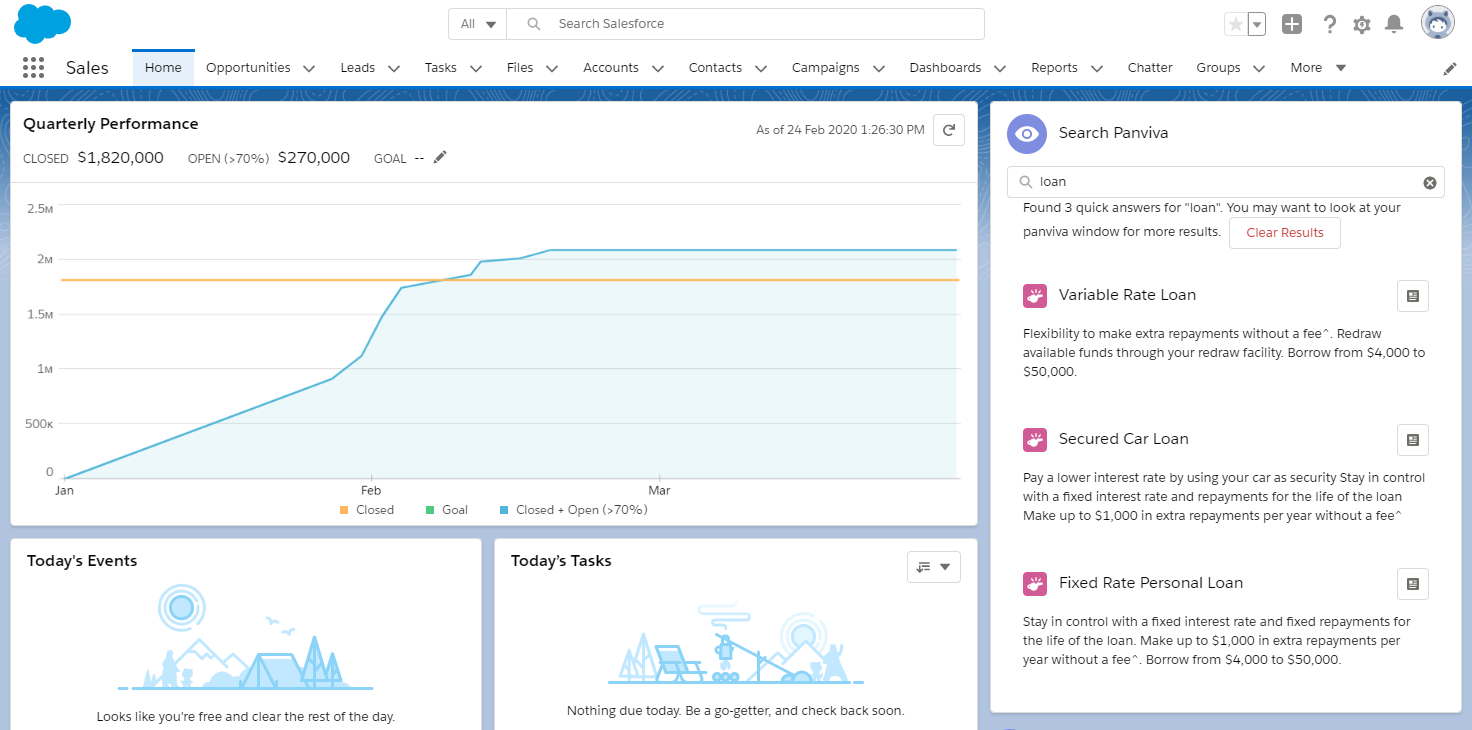 All
Search Salesforce
Sales
Home Opportunities Leads Tasks Files Accounts Contacts Campaigns Dashboards Reports Chatter Groups More
Quarterly Performance
As of 24 Feb 2020 1:26:30 PM
CLOSED $1,820,000 OPEN (>70%) $270,000 GOAL --
2.5M
2M
1.5M
1M
500K
0
Jan Feb Mar
Closed Goal Closed + Open (>70%)
Today's Events
Looks like you're free and clear the rest of the day.
Today’s Tasks
Nothing due today. Be a go-getter, and check back soon.
Search Panviva
loan
Found 3 quick answers for "loan". You may want to look at your
panviva window for more results. Clear Results
Variable Rate Loan
Flexibility to make extra repayments without a fee^. Redraw
available funds through your redraw facility. Borrow from $4,000 to
$50,000.
Secured Car Loan
Pay a lower interest rate by using your car as security Stay in control
with a fixed interest rate and repayments for the life of the loan
Make up to $1,000 in extra repayments per year without a fee^
Fixed Rate Personal Loan
Stay in control with a fixed interest rate and fixed repayments for
the life of the loan. Make up to $1,000 in extra repayments per
year without a fee^. Borrow from $4,000 to $50,000.